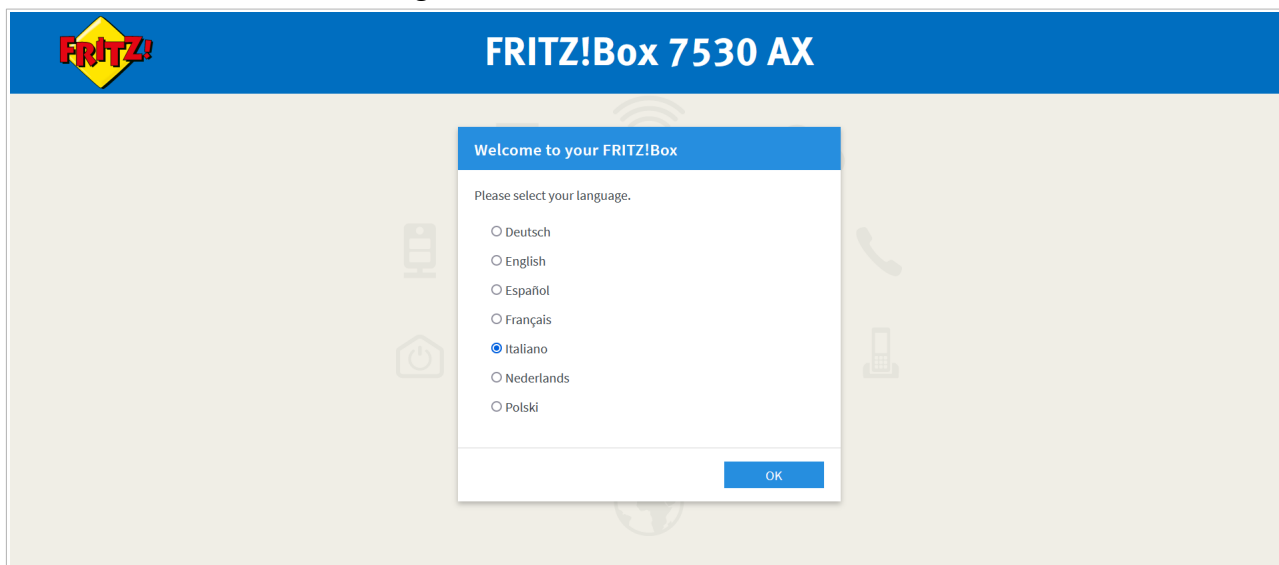 FRITZ!
FRITZ!Box 7530 AX
Welcome to your FRITZ!Box
Please select your language.
Deutsch
English
Español
Français
Italiano
Nederlands
Polski
OK